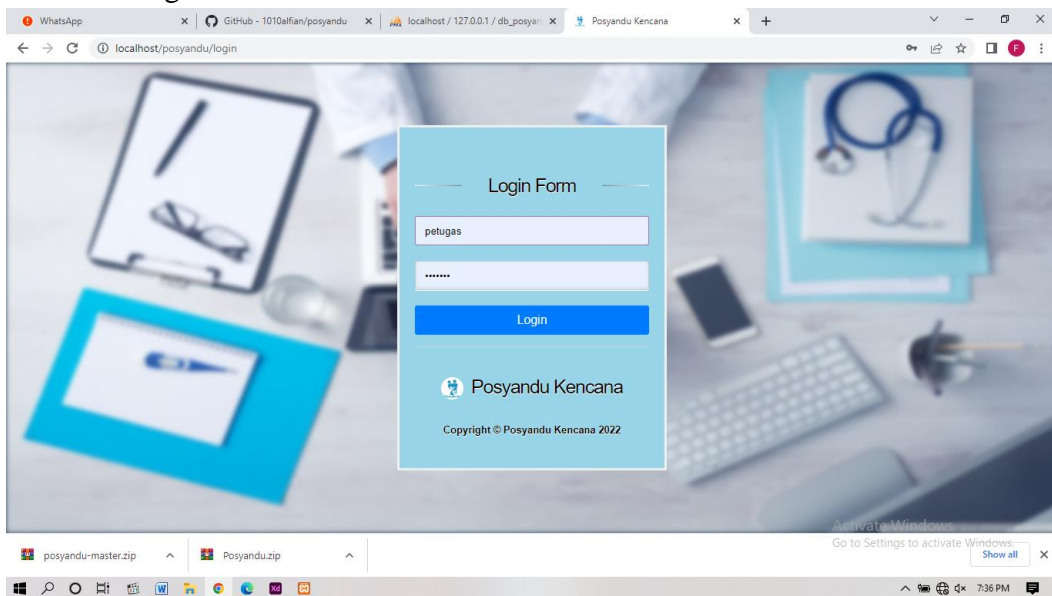 WhatsApp
GitHub - 1010alfian/posyandu
localhost / 127.0.0.1 / db_posyan
Posyandu Kencana
localhost/posyandu/login
F
Login Form
petugas
•••••••
Login
Posyandu Kencana
Copyright © Posyandu Kencana 2022
Activate Windows
Go to Settings to activate Windows.
posyandu-master.zip
Posyandu.zip
Show all
7:36 PM